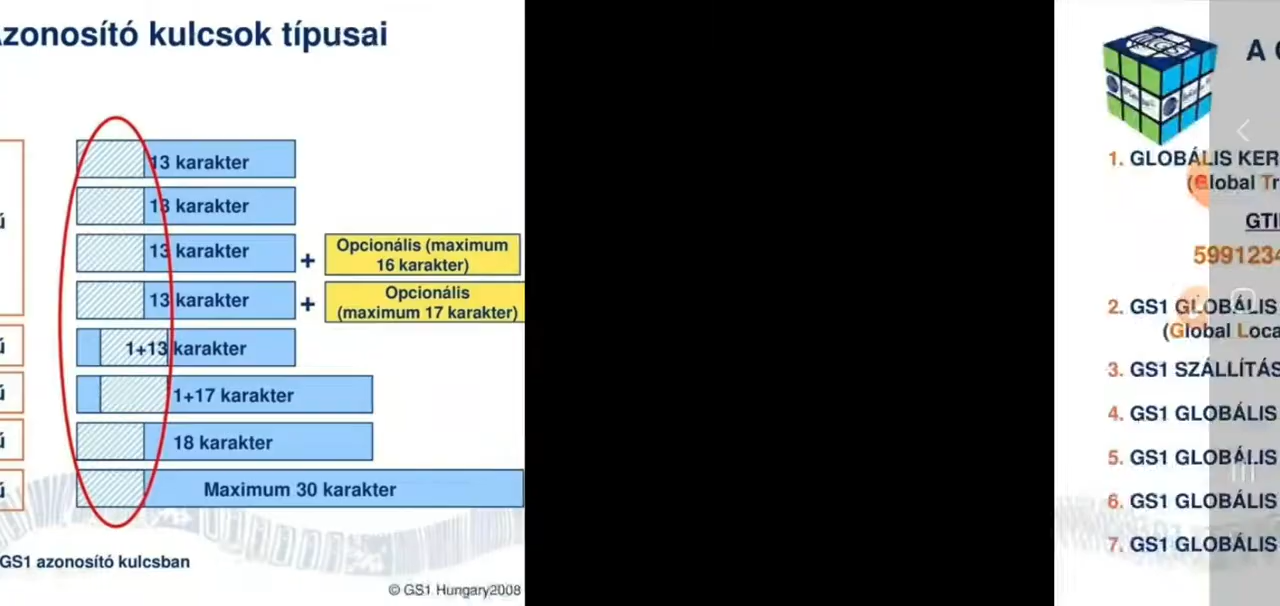 zonosító kulcsok típusai
13 karakter
13 karakter
13 karakter
+
Opcionális (maximum
16 karakter)
13 karakter
+
Opcionális
(maximum 17 karakter)
1+13 karakter
1+17 karakter
18 karakter
Maximum 30 karakter
ű
ű
ű
ű
ű
GS1 azonosító kulcsban
© GS1 Hungary2008
A
1. GLOBÁLIS KER
(Global Tr
GTI
5991234
2. GS1 GLOBÁLIS
(Global Loca
3. GS1 SZÁLLÍTÁS
4. GS1 GLOBÁLIS
5. GS1 GLOBÁLIS
6. GS1 GLOBÁLIS
7. GS1 GLOBÁLIS